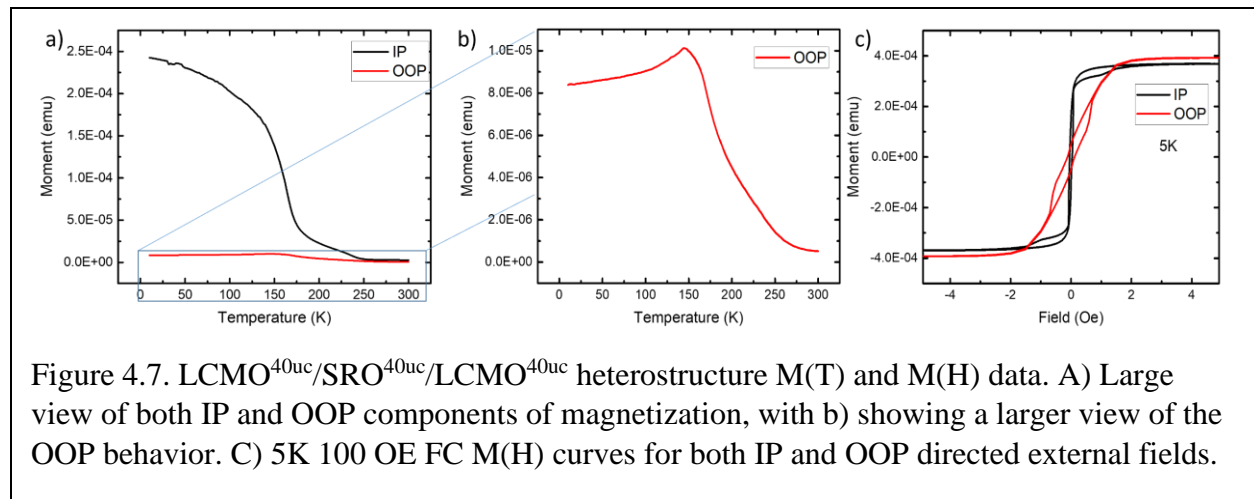 a)
IP
OOP
2.5E-04
2.0E-04
1.5E-04
1.0E-04
5.0E-05
0.0E+00
Moment (emu)
0 50 100 150 200 250 300
Temperature (K)
b)
OOP
1.0E-05
8.0E-06
6.0E-06
4.0E-06
2.0E-06
0.0E+00
Moment (emu)
0 50 100 150 200 250 300
Temperature (K)
c)
IP
OOP
5K
4.0E-04
2.0E-04
0.0E+00
-2.0E-04
-4.0E-04
Moment (emu)
-4 -2 0 2 4
Field (Oe)
Figure 4.7. LCMO40uc/SRO40uc/LCMO40uc heterostructure M(T) and M(H) data. A) Large
view of both IP and OOP components of magnetization, with b) showing a larger view of the
OOP behavior. C) 5K 100 OE FC M(H) curves for both IP and OOP directed external fields.